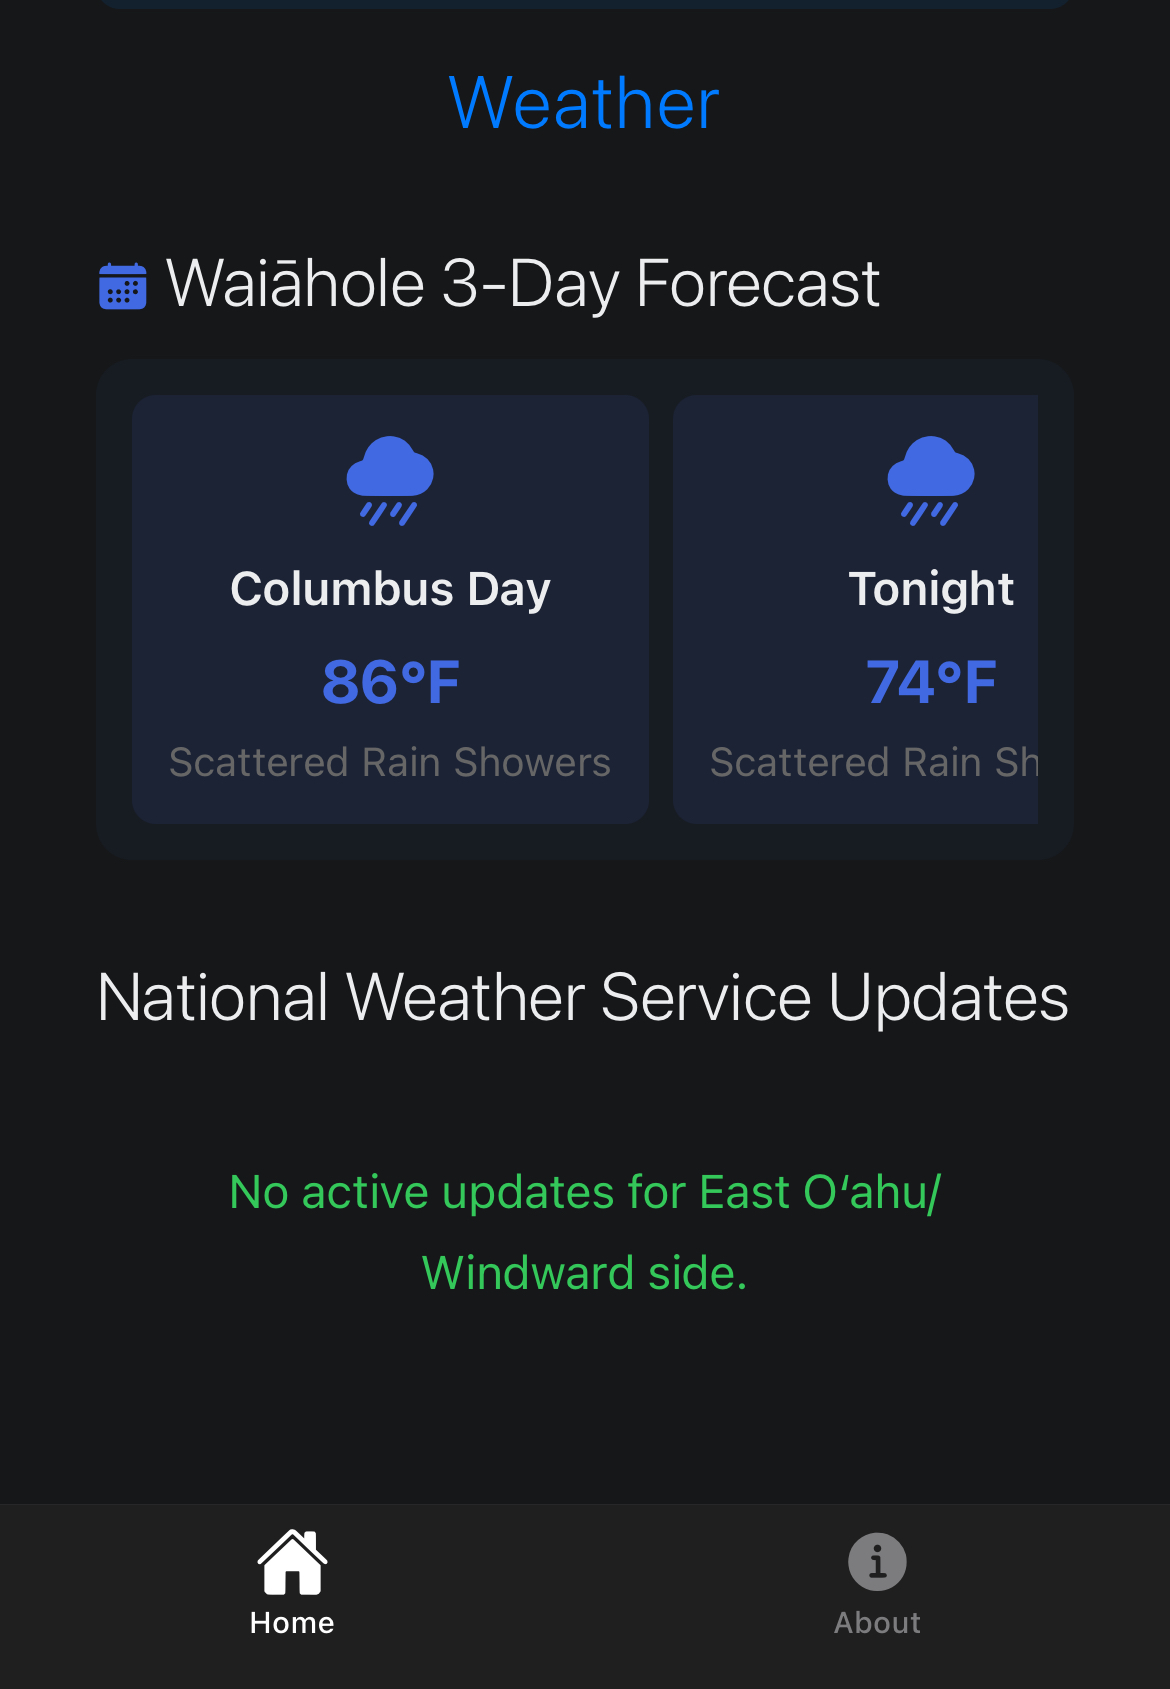 Weather
Waiāhole 3-Day Forecast
Columbus Day
86°F
Scattered Rain Showers
Tonight
74°F
Scattered Rain Sh
National Weather Service Updates
No active updates for East Oʻahu/
Windward side.
Home
About